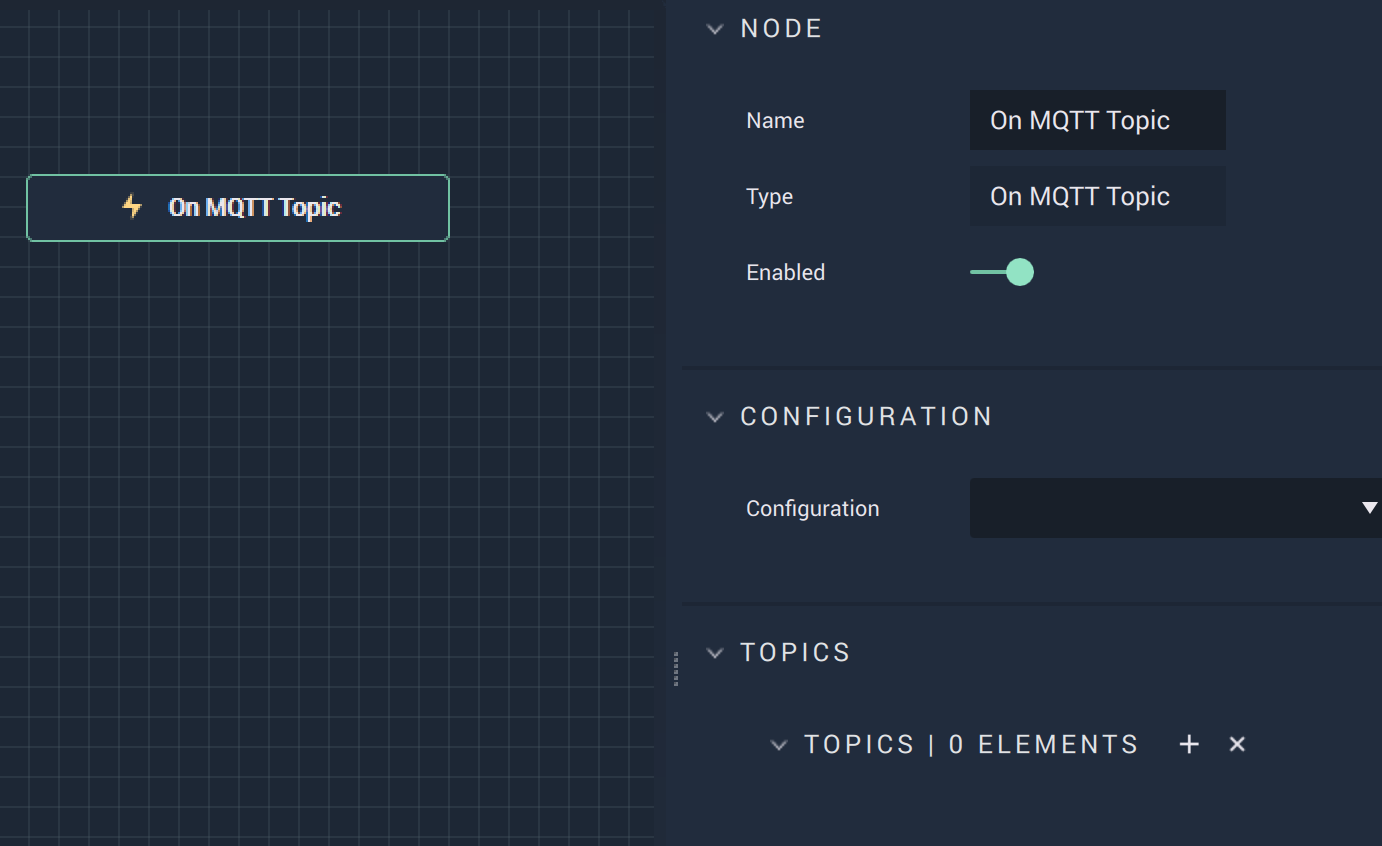 On MQTT Topic
NODE
Name
On MQTT Topic
Type
On MQTT Topic
Enabled
CONFIGURATION
Configuration
TOPICS
TOPICS | 0 ELEMENTS